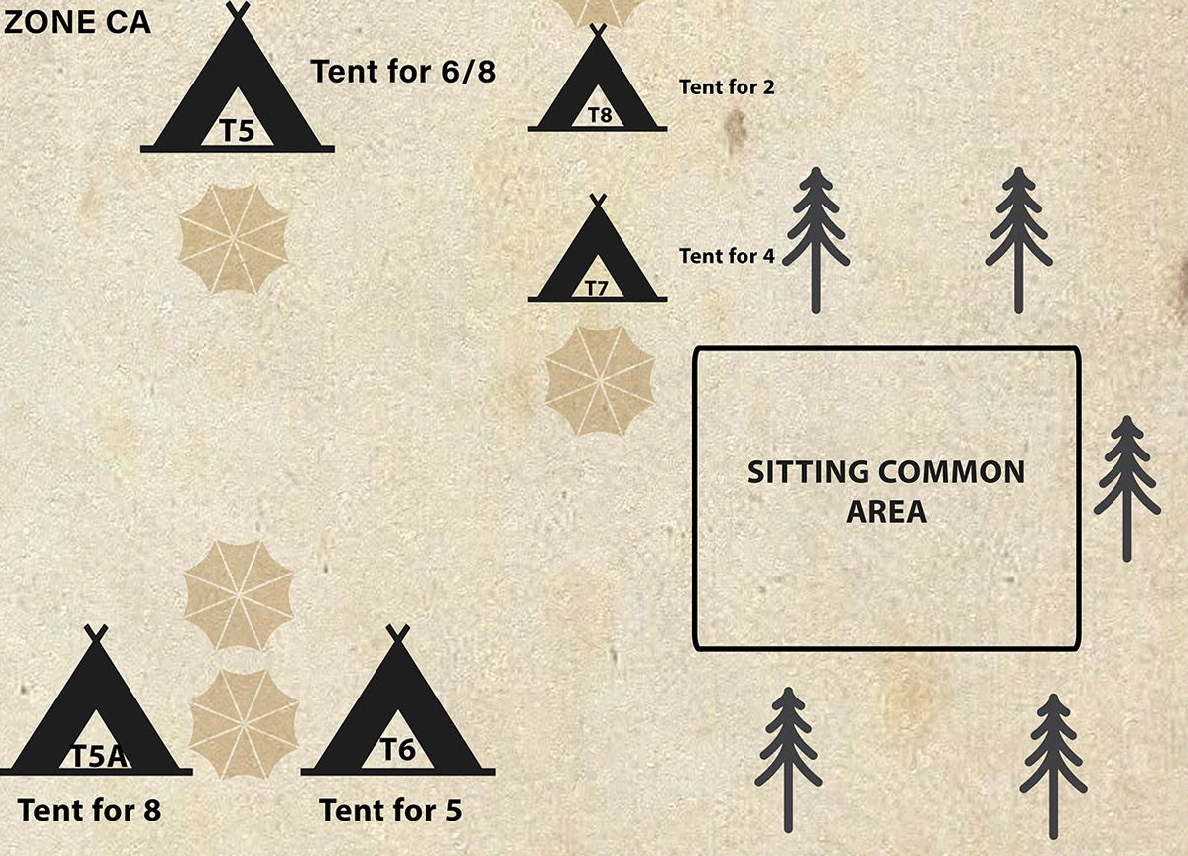 ZONE CA
T5
Tent for 6/8
T8
Tent for 2
T7
Tent for 4
SITTING COMMON
AREA
T5A
Tent for 8
T6
Tent for 5